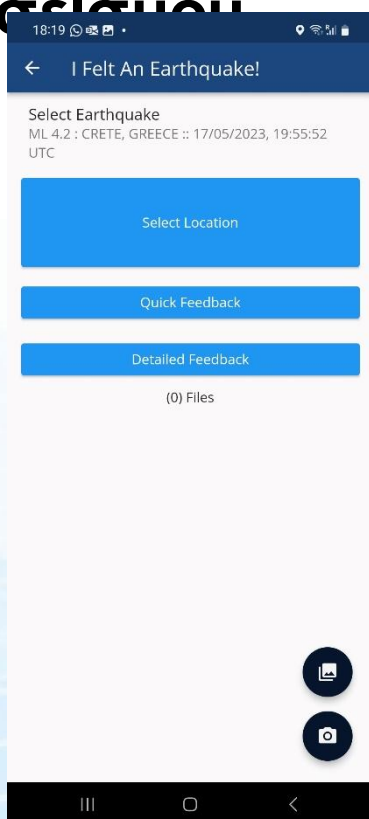 18:19
I Felt An Earthquake!
Select Earthquake
ML 4.2 : CRETE, GREECE :: 17/05/2023, 19:55:52
UTC
Select Location
Quick Feedback
Detailed Feedback
(0) Files